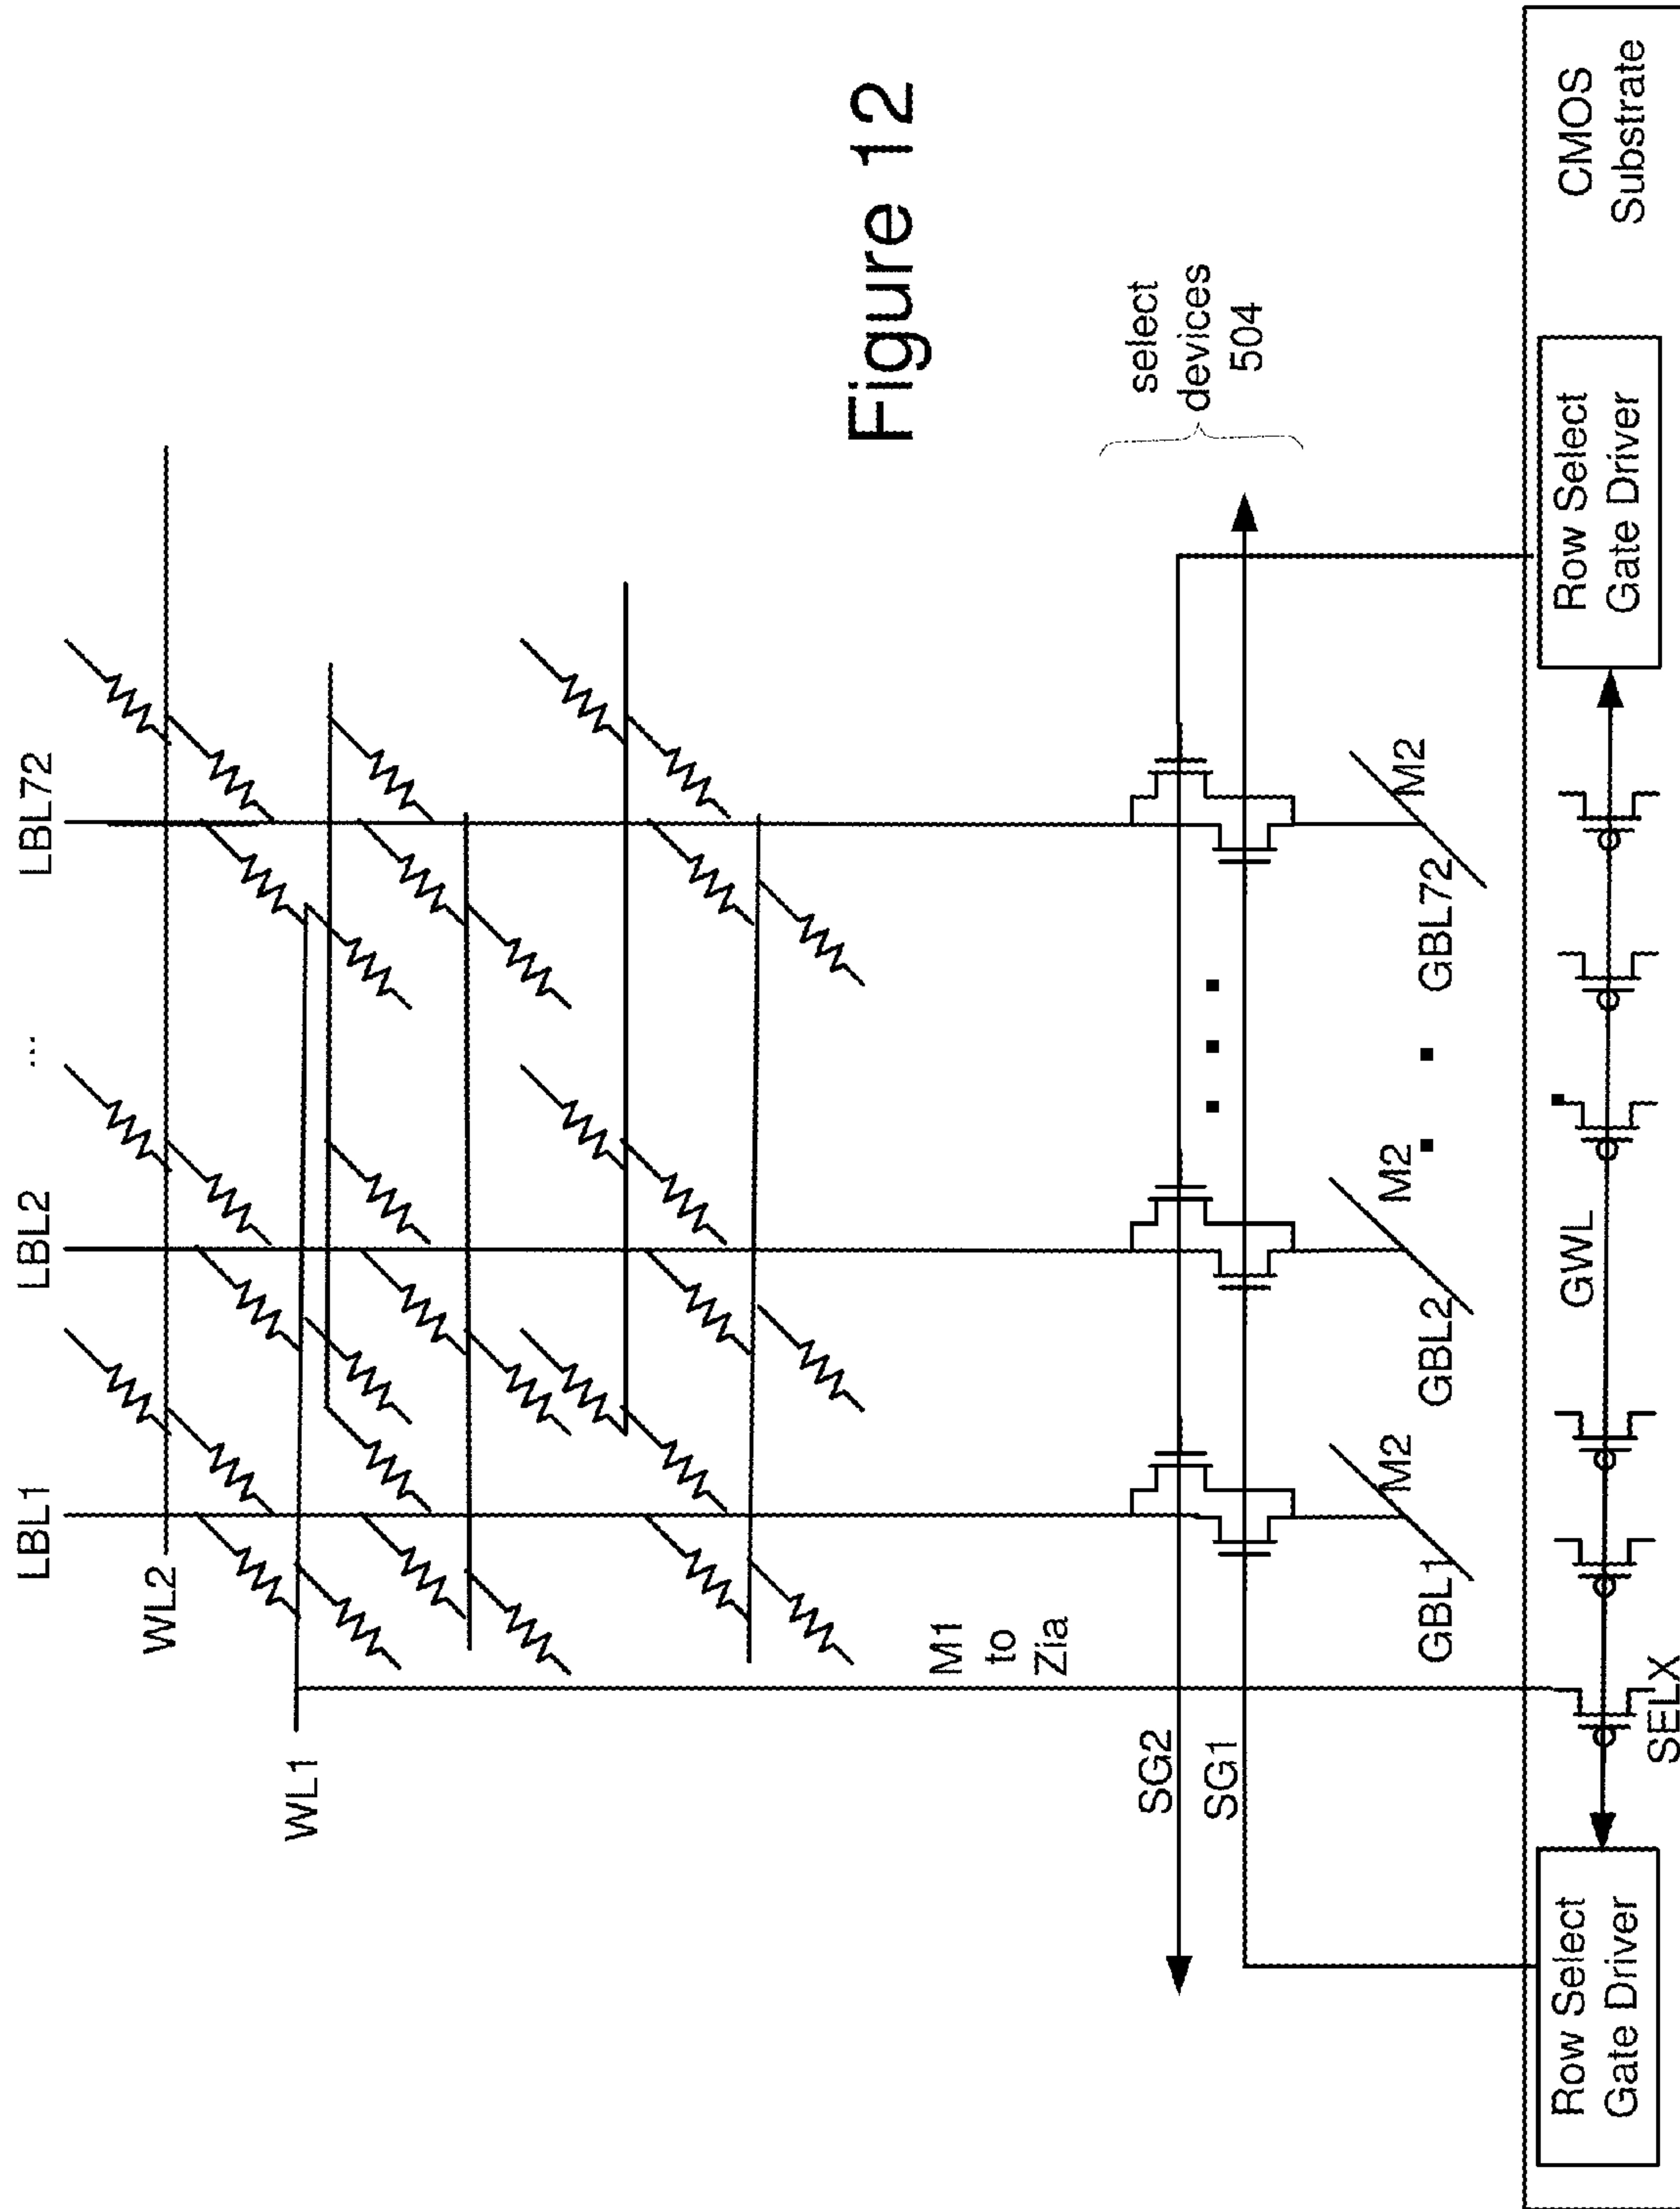 LBL1
LBL2
...
LBL72
WL2
WL1
M1
to
Zia
Figure 12
SG2
SG1
select
devices
504
GBL1
M2
GBL2
M2
GBL72
M2
CMOS
Substrate
Row Select
Gate Driver
SELX
GWL
Row Select
Gate Driver